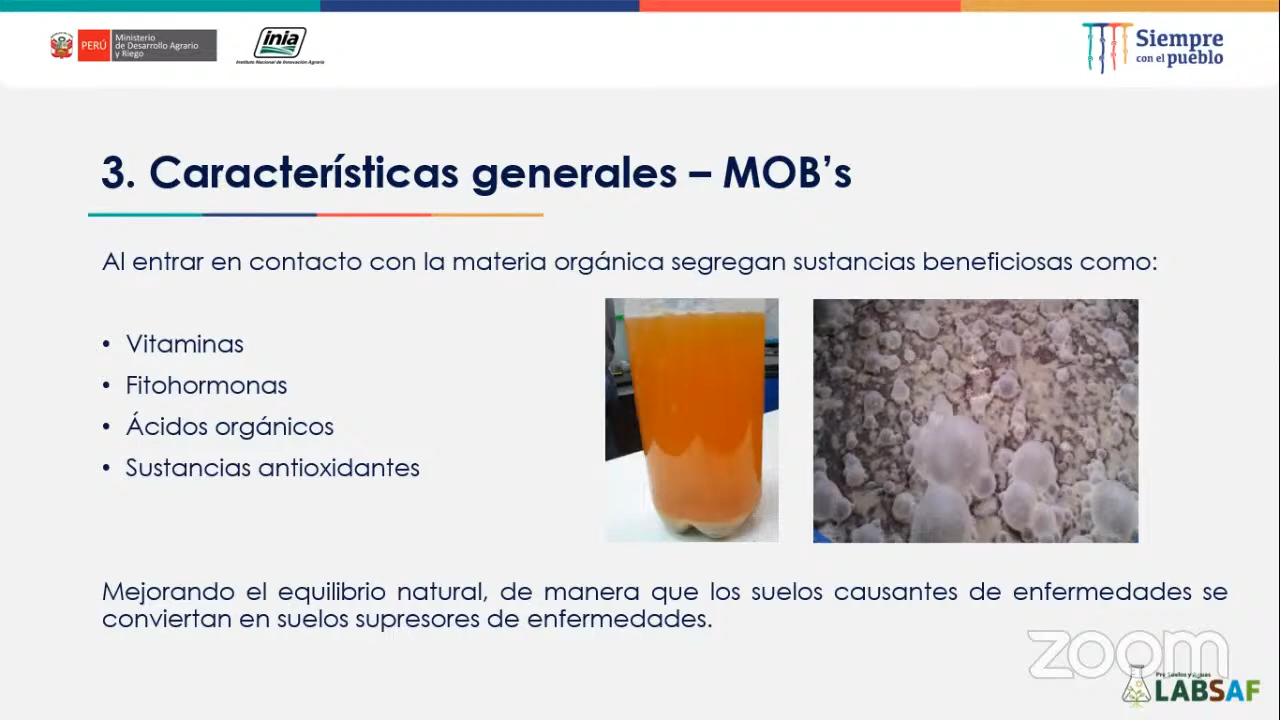 PERÚ
Ministerio
de Desarrollo Agrario
y Riego
inia
Instituto Nacional de Innovación Agraria
Siempre
con el pueblo
3. Características generales – MOB’s
Al entrar en contacto con la materia orgánica segregan sustancias beneficiosas como:
• Vitaminas
• Fitohormonas
• Ácidos orgánicos
• Sustancias antioxidantes
Mejorando el equilibrio natural, de manera que los suelos causantes de enfermedades se
conviertan en suelos supresores de enfermedades.
zoom
Suelos y Aguas
LABSAF